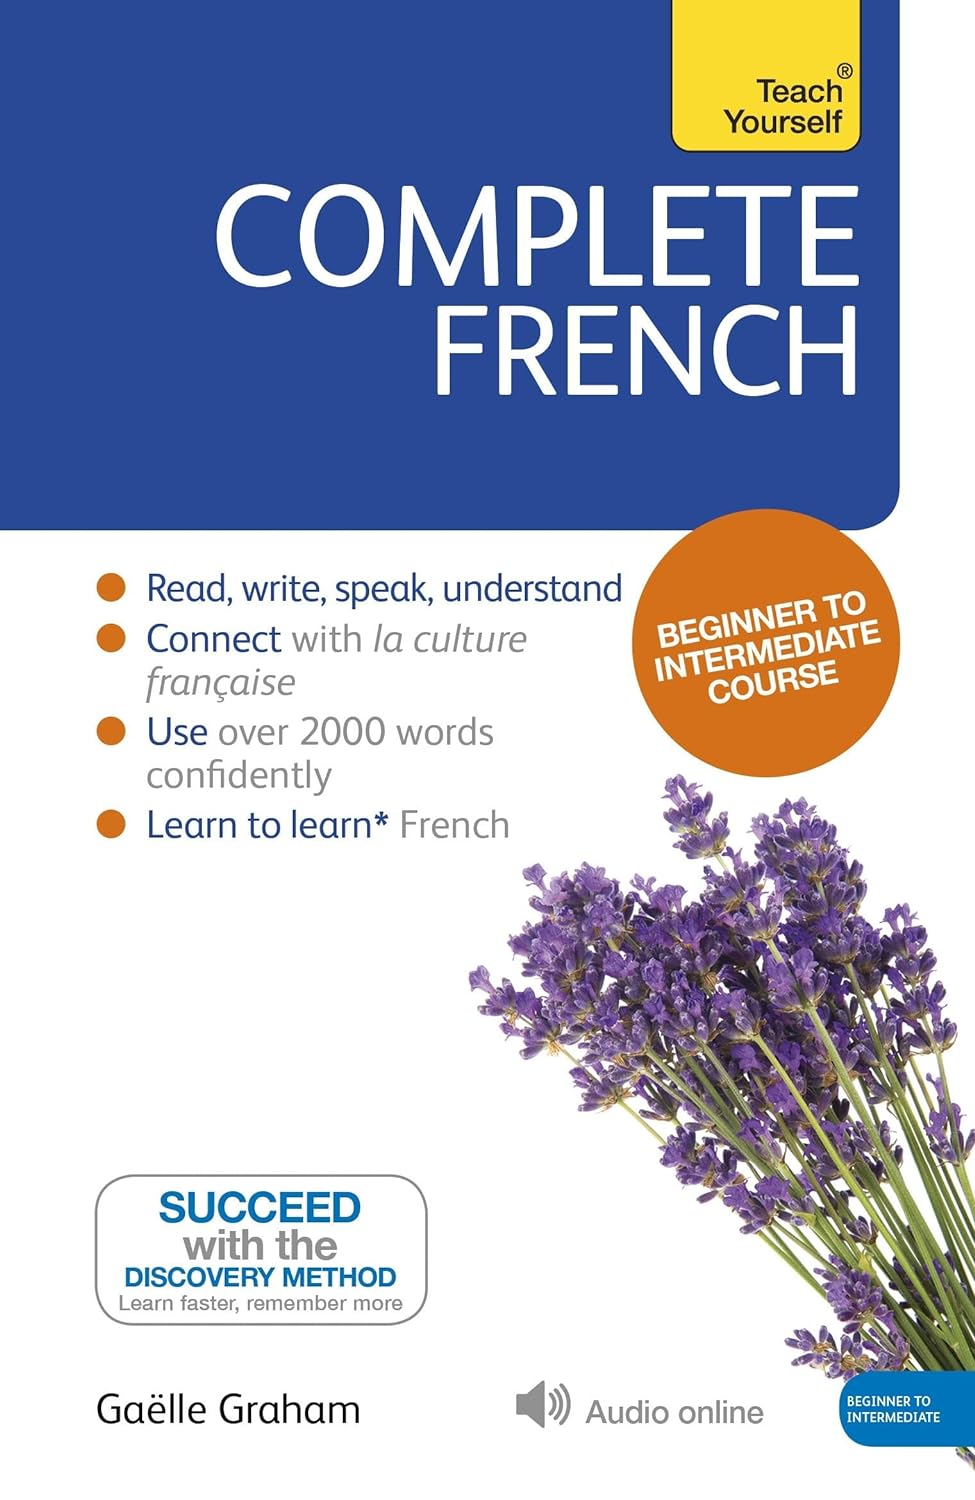 Teach®
Yourself
COMPLETE
FRENCH
Read, write, speak, understand
Connect with la culture
française
Use over 2000 words
confidently
Learn to learn* French
BEGINNER TO
INTERMEDIATE
COURSE
SUCCEED
with the
DISCOVERY METHOD
Learn faster, remember more
Gaëlle Graham
Audio online
BEGINNER TO
INTERMEDIATE